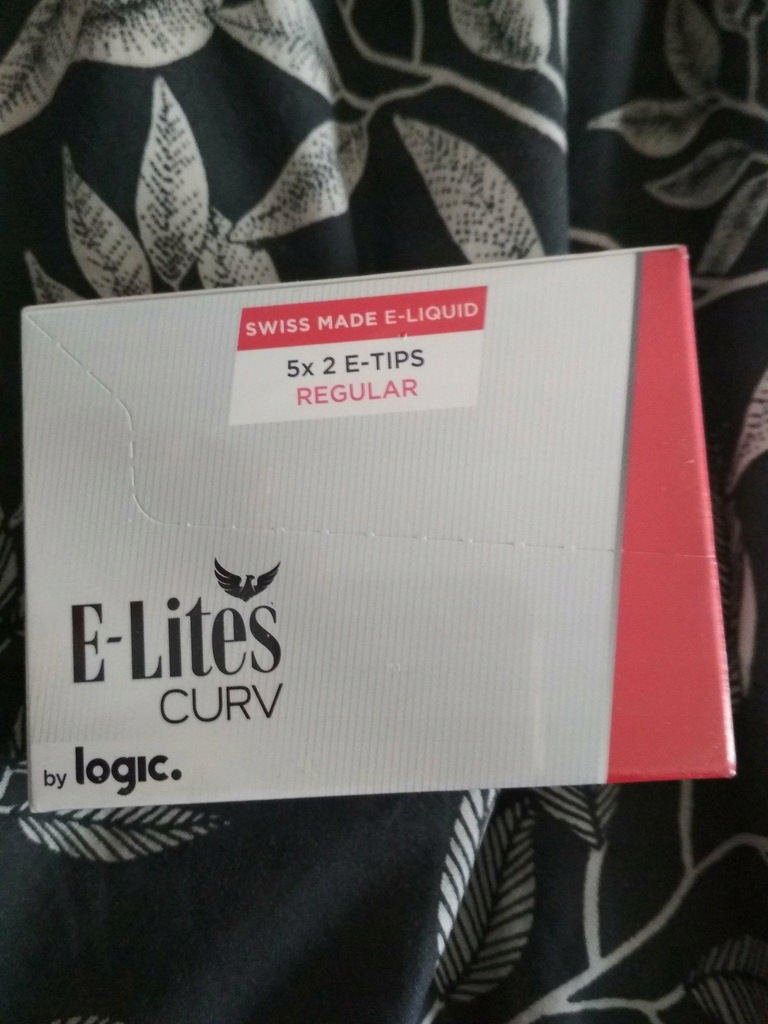 SWISS MADE E-LIQUID
5x 2 E-TIPS
REGULAR
E-Lites
CURV
by logic.